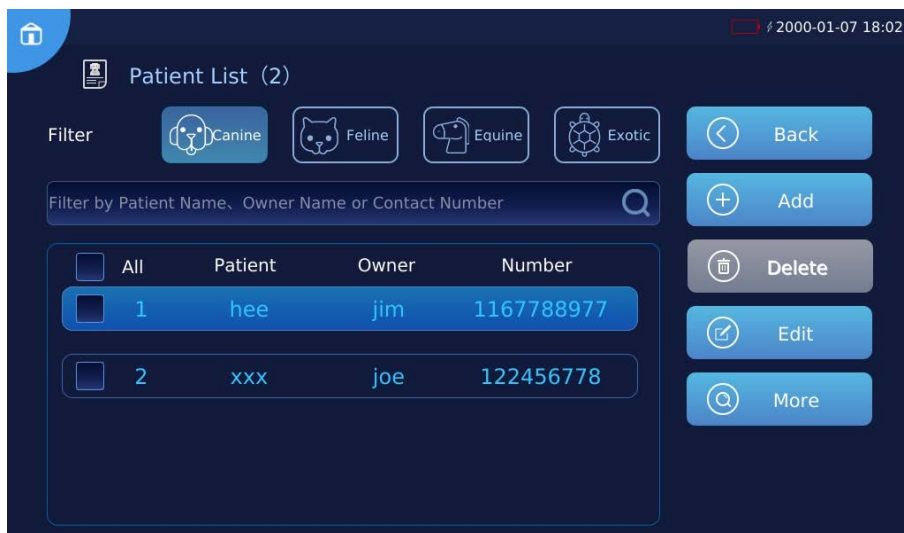 2000-01-07 18:02
Patient List（2）
Filter Canine Feline Equine Exotic
Filter by Patient Name、Owner Name or Contact Number
All Patient Owner Number
1 hee jim 1167788977
2 xxx joe 122456778
Back
Add
Delete
Edit
More